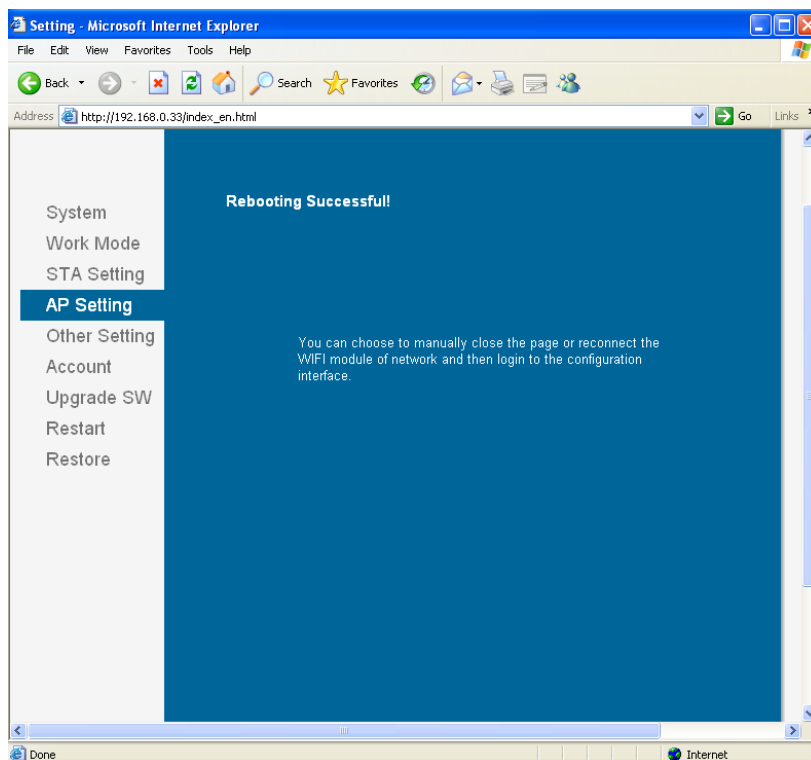 Setting - Microsoft Internet Explorer
File Edit View Favorites Tools Help
Back Search Favorites
Address http://192.168.0.33/index_en.html Go Links
System
Work Mode
STA Setting
AP Setting
Other Setting
Account
Upgrade SW
Restart
Restore
Rebooting Successful!
You can choose to manually close the page or reconnect the
WIFI module of network and then login to the configuration
interface.
Done Internet